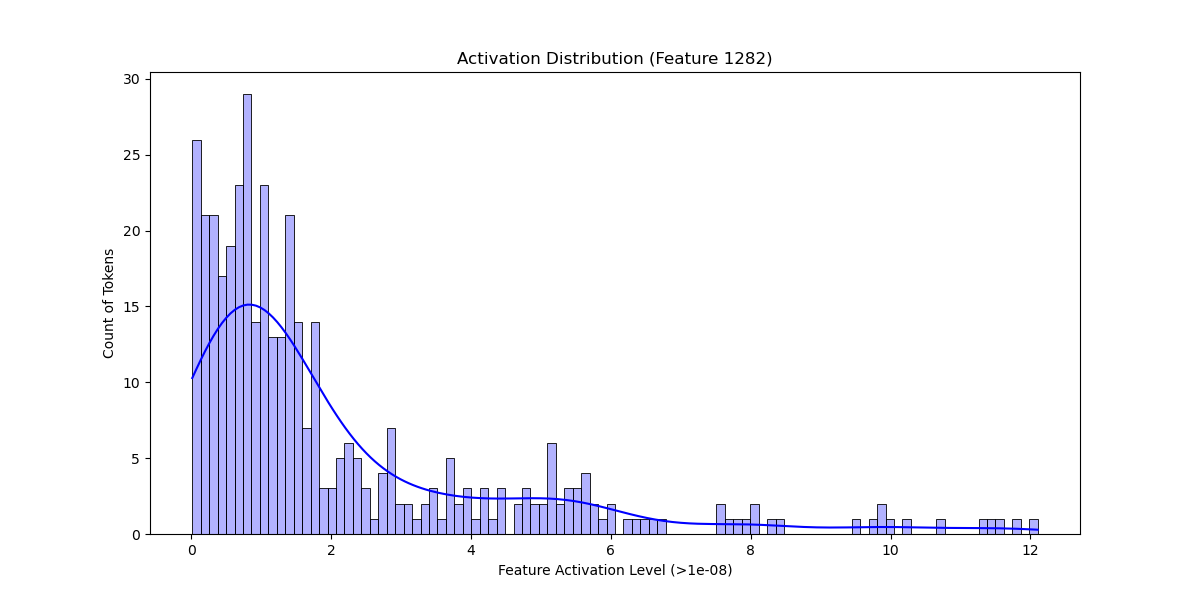 Activation Distribution (Feature 1282)
30
25
20
15
10
5
0
Count of Tokens
0 2 4 6 8 10 12
Feature Activation Level (>1e-08)